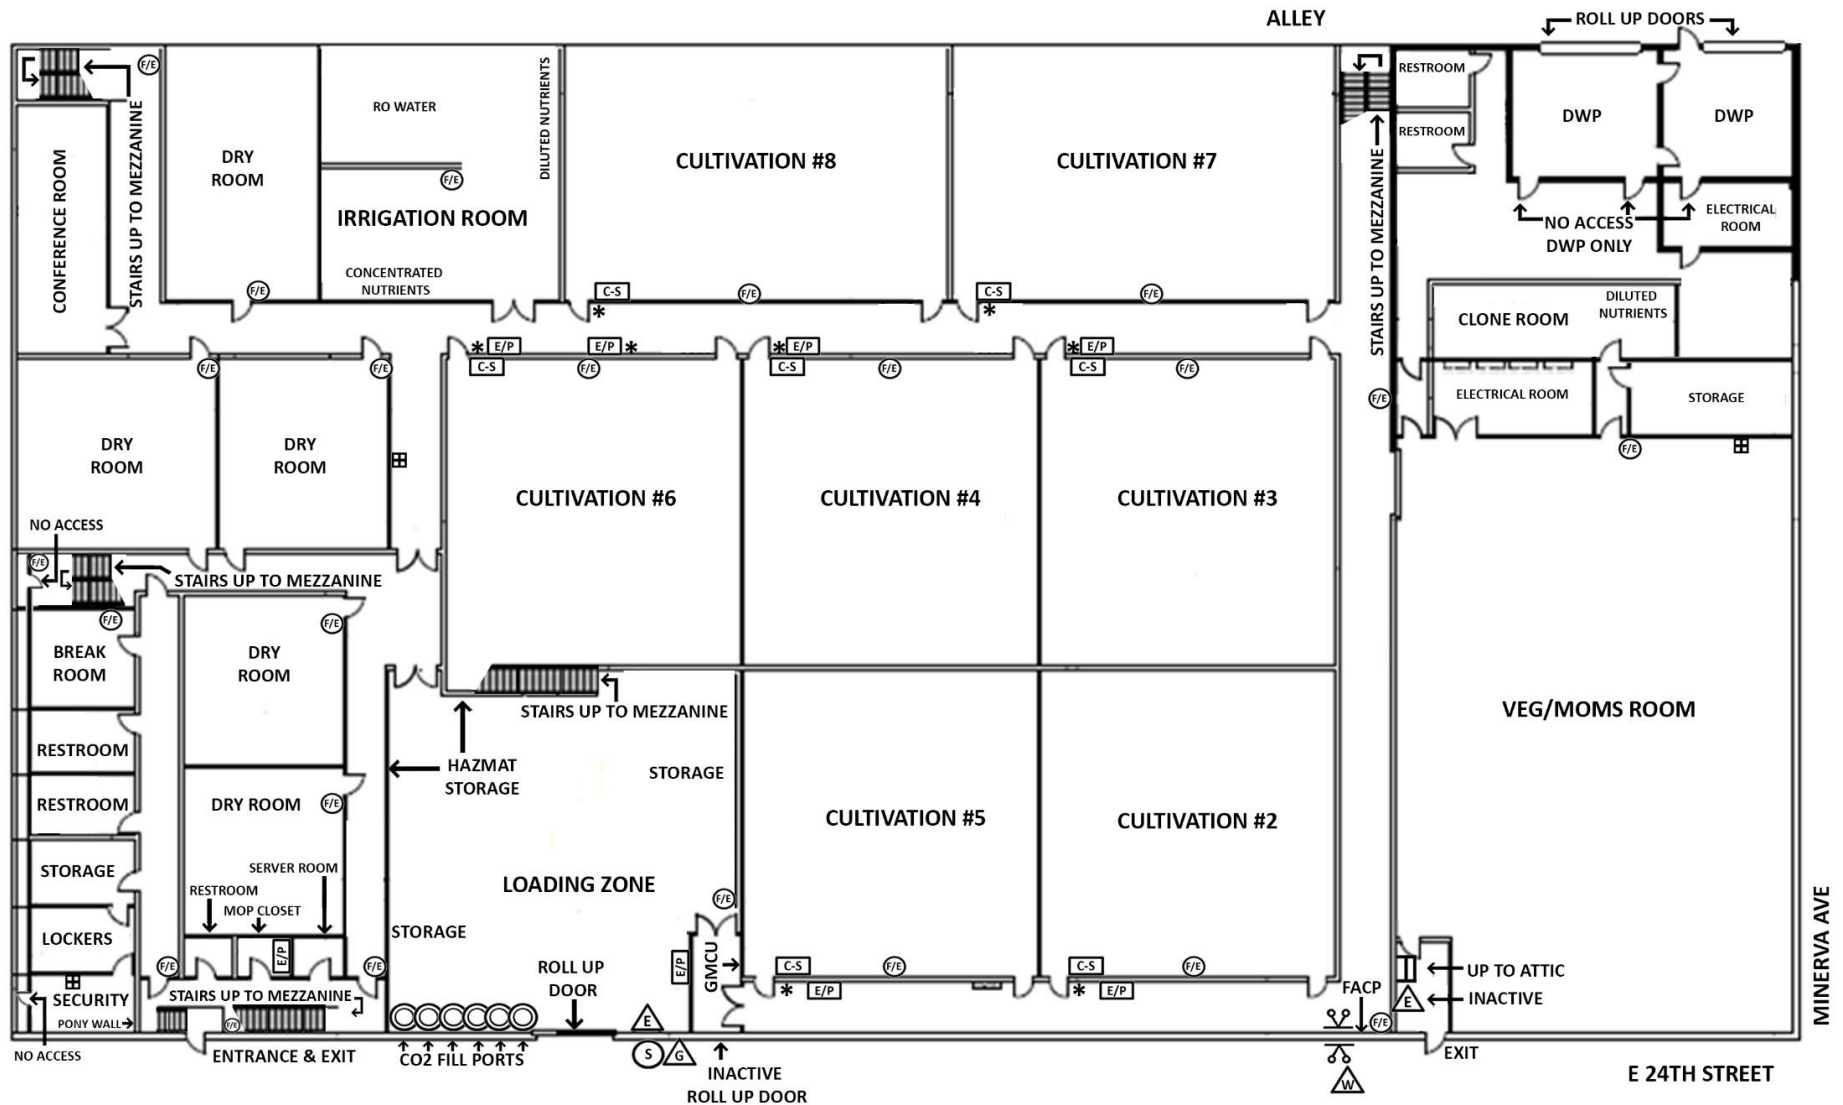 ALLEY
ROLL UP DOORS
F/E
STAIRS UP TO MEZZANINE
CONFERENCE ROOM
DRY
ROOM
F/E
RO WATER
F/E
IRRIGATION ROOM
DILUTED NUTRIENTS
CONCENTRATED
NUTRIENTS
CULTIVATION #8
C-S
*
F/E
CULTIVATION #7
C-S
*
F/E
STAIRS UP TO MEZZANINE
RESTROOM
RESTROOM
DWP
DWP
NO ACCESS
DWP ONLY
ELECTRICAL
ROOM
CLONE ROOM
DILUTED
NUTRIENTS
ELECTRICAL ROOM
STORAGE
F/E
F/E
DRY
ROOM
F/E
DRY
ROOM
F/E
* E/P
E/P *
C-S
F/E
CULTIVATION #6
* E/P
C-S
F/E
CULTIVATION #4
* E/P
C-S
F/E
CULTIVATION #3
NO ACCESS
F/E
STAIRS UP TO MEZZANINE
F/E
BREAK
ROOM
RESTROOM
RESTROOM
STORAGE
LOCKERS
SECURITY
PONY WALL
NO ACCESS
DRY
ROOM
F/E
DRY ROOM
F/E
SERVER ROOM
RESTROOM
MOP CLOSET
E/P
F/E
F/E
STAIRS UP TO MEZZANINE
F/E
ENTRANCE & EXIT
STAIRS UP TO MEZZANINE
HAZMAT
STORAGE
STORAGE
LOADING ZONE
STORAGE
F/E
ROLL UP
DOOR
CO2 FILL PORTS
E/P
GMCU
E
S
G
INACTIVE
ROLL UP DOOR
CULTIVATION #5
C-S
F/E
* E/P
CULTIVATION #2
C-S
F/E
* E/P
VEG/MOMS ROOM
FACP
F/E
W
UP TO ATTIC
E
INACTIVE
EXIT
E 24TH STREET
MINERVA AVE